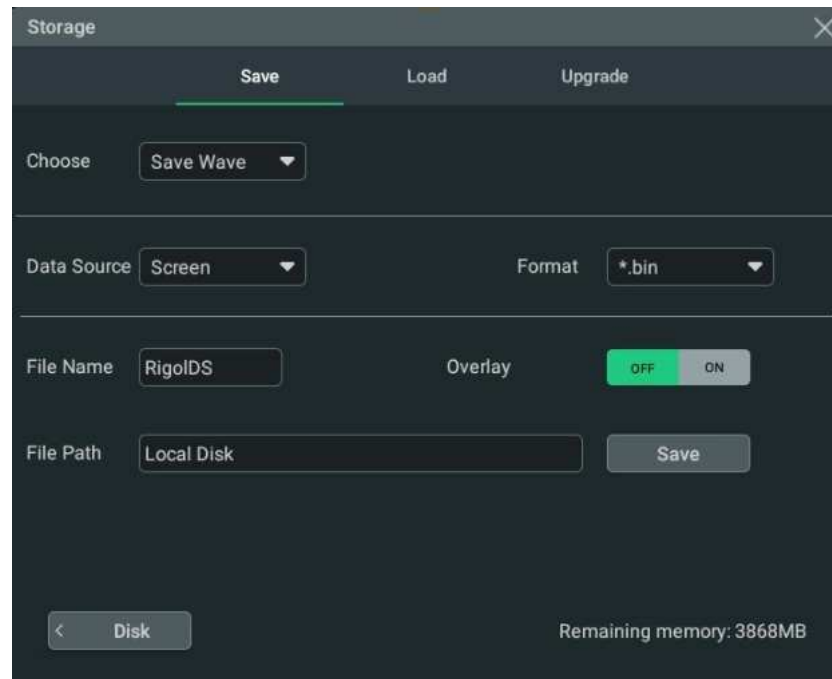 Storage
Save Load Upgrade
Choose Save Wave
Data Source Screen Format *.bin
File Name RigolDS Overlay OFF ON
File Path Local Disk Save
Disk Remaining memory: 3868MB